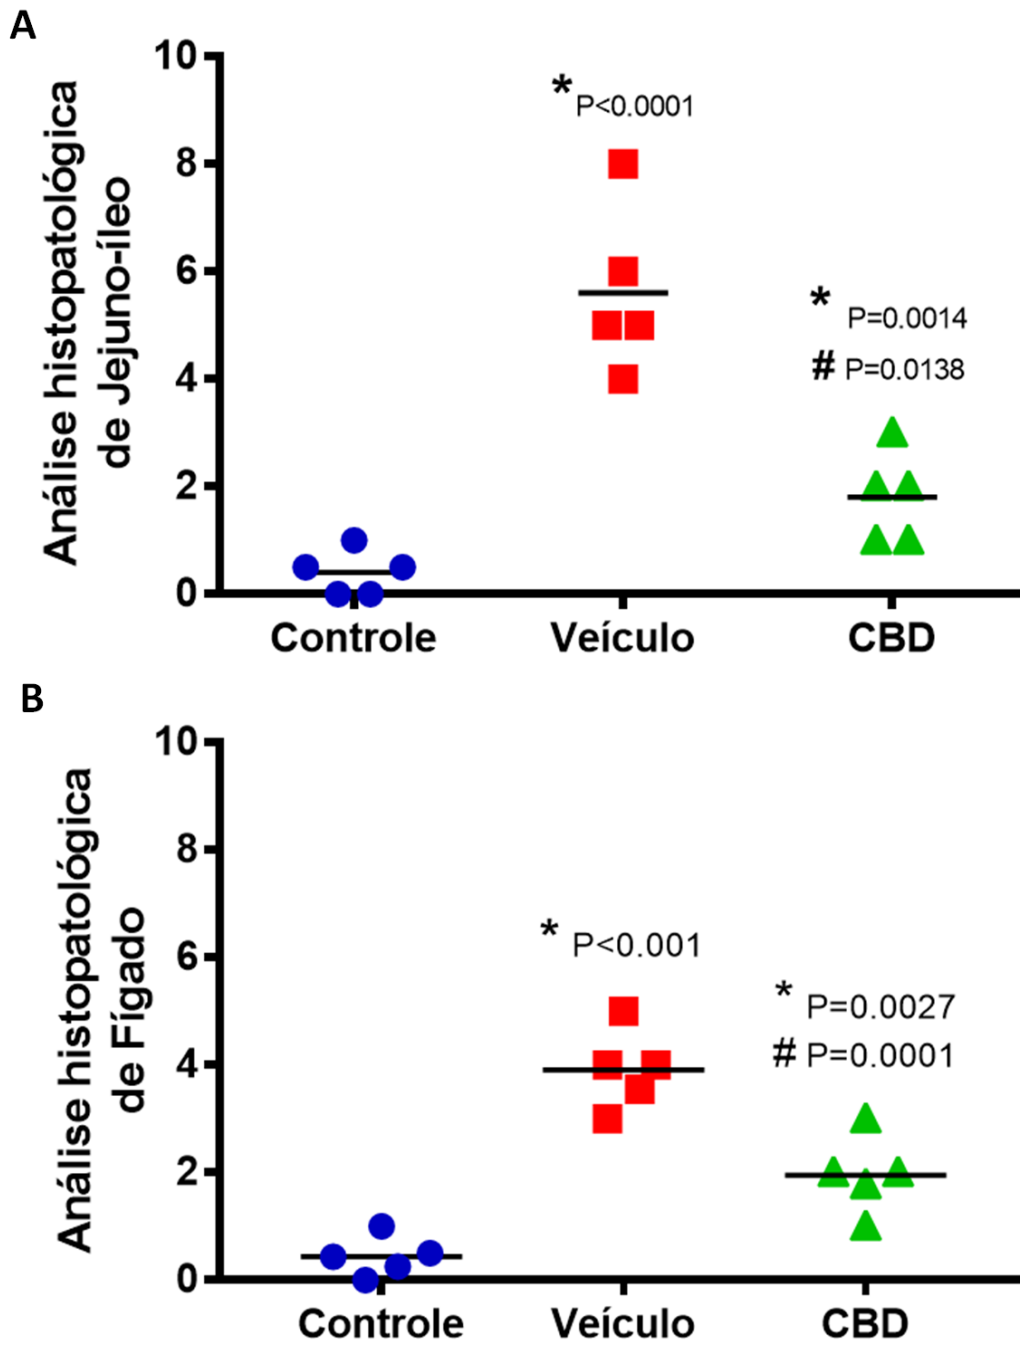 A
Análise histopatológica
de Jejuno-íleo
10
8
6
4
2
0
* P<0.0001
* P=0.0014
# P=0.0138
Controle
Veículo
CBD
B
Análise histopatológica
de Fígado
10
8
6
4
2
0
* P<0.001
* P=0.0027
# P=0.0001
Controle
Veículo
CBD